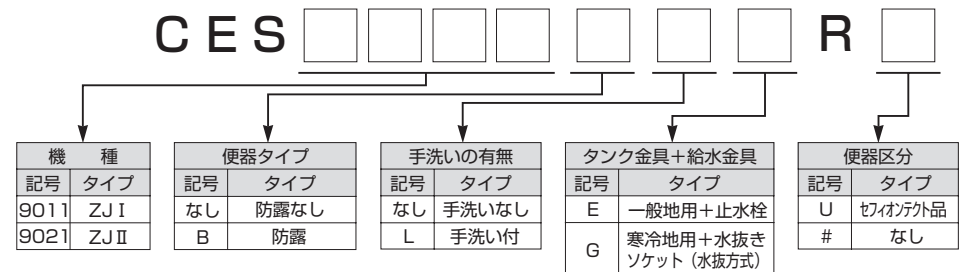 CES R
機 種
記号 タイプ
9011 ZJⅠ
9021 ZJⅡ
便器タイプ
記号 タイプ
なし 防露なし
B 防露
手洗いの有無
記号 タイプ
なし 手洗いなし
L 手洗い付
タンク金具＋給水金具
記号 タイプ
E 一般地用＋止水栓
G 寒冷地用＋水抜き
ソケット（水抜方式）
便器区分
記号 タイプ
U セフィオンテクト品
# なし